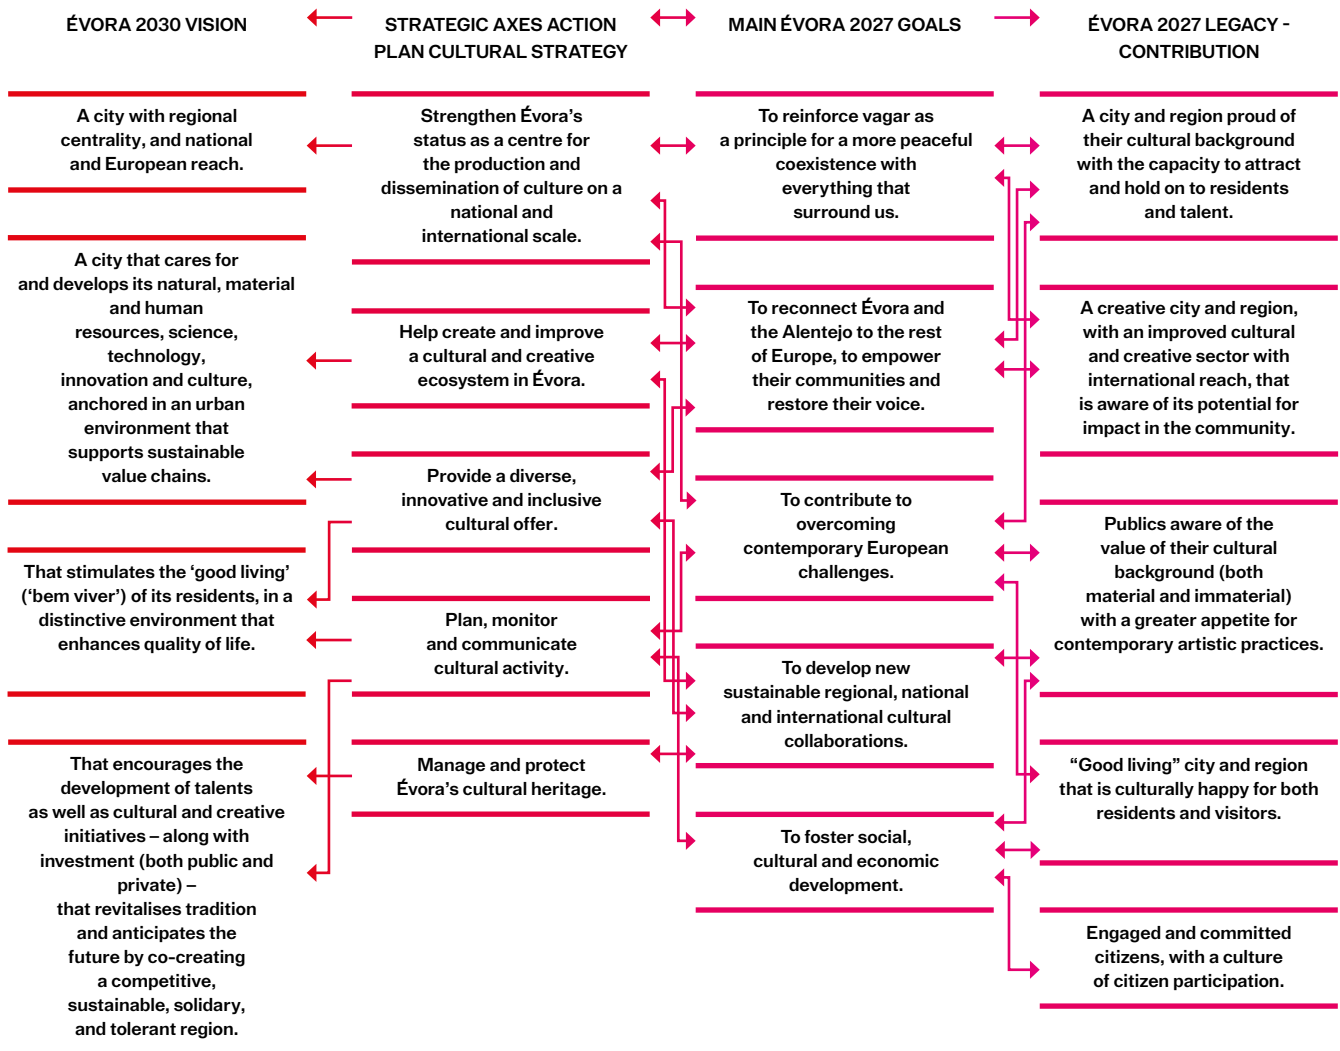 ÉVORA 2030 VISION
STRATEGIC AXES ACTION
PLAN CULTURAL STRATEGY
MAIN ÉVORA 2027 GOALS
ÉVORA 2027 LEGACY -
CONTRIBUTION
A city with regional
centrality, and national
and European reach.
A city that cares for
and develops its natural, material
and human
resources, science,
technology,
innovation and culture,
anchored in an urban
environment that
supports sustainable
value chains.
That stimulates the ‘good living’
(‘bem viver’) of its residents, in a
distinctive environment that
enhances quality of life.
That encourages the
development of talents
as well as cultural and creative
initiatives – along with
investment (both public and
private) –
that revitalises tradition
and anticipates the
future by co-creating
a competitive,
sustainable, solidary,
and tolerant region.
Strengthen Évora’s
status as a centre for
the production and
dissemination of culture on a
national and
international scale.
Help create and improve
a cultural and creative
ecosystem in Évora.
Provide a diverse,
innovative and inclusive
cultural offer.
Plan, monitor
and communicate
cultural activity.
Manage and protect
Évora’s cultural heritage.
To reinforce vagar as
a principle for a more peaceful
coexistence with
everything that
surround us.
To reconnect Évora and
the Alentejo to the rest
of Europe, to empower
their communities and
restore their voice.
To contribute to
overcoming
contemporary European
challenges.
To develop new
sustainable regional, national
and international cultural
collaborations.
To foster social,
cultural and economic
development.
A city and region proud of
their cultural background
with the capacity to attract
and hold on to residents
and talent.
A creative city and region,
with an improved cultural
and creative sector with
international reach, that
is aware of its potential for
impact in the community.
Publics aware of the
value of their cultural
background (both
material and immaterial)
with a greater appetite for
contemporary artistic practices.
“Good living” city and region
that is culturally happy for both
residents and visitors.
Engaged and committed
citizens, with a culture
of citizen participation.